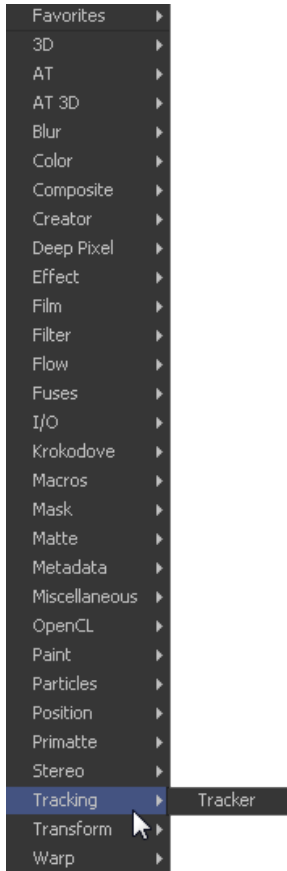 Favorites
3D
AT
AT 3D
Blur
Color
Composite
Creator
Deep Pixel
Effect
Film
Filter
Flow
Fuses
I/O
Krokodove
Macros
Mask
Matte
Metadata
Miscellaneous
OpenCL
Paint
Particles
Position
Primatte
Stereo
Tracking
Tracker
Transform
Warp